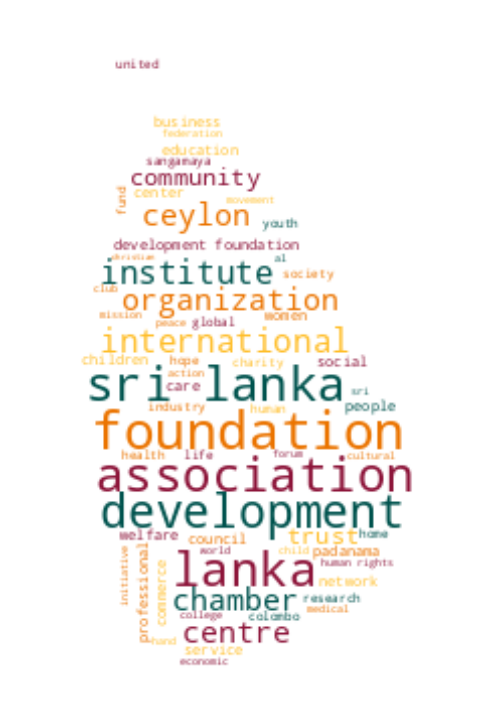 united
business
federation
education
sangamaya
community
fund
center
movement
ceylon
youth
development foundation
christian
al
institute
society
club
organization
mission
women
peace
global
international
children
hope
charity
social
action
sri lanka
care
sri
industry
human
people
foundation
health
life
forum
cultural
association
development
welfare
council
trust
home
world
child
padanama
initiative
professional
commerce
lanka
human rights
network
chamber
research
medical
college
colombo
centre
hand
service
economic